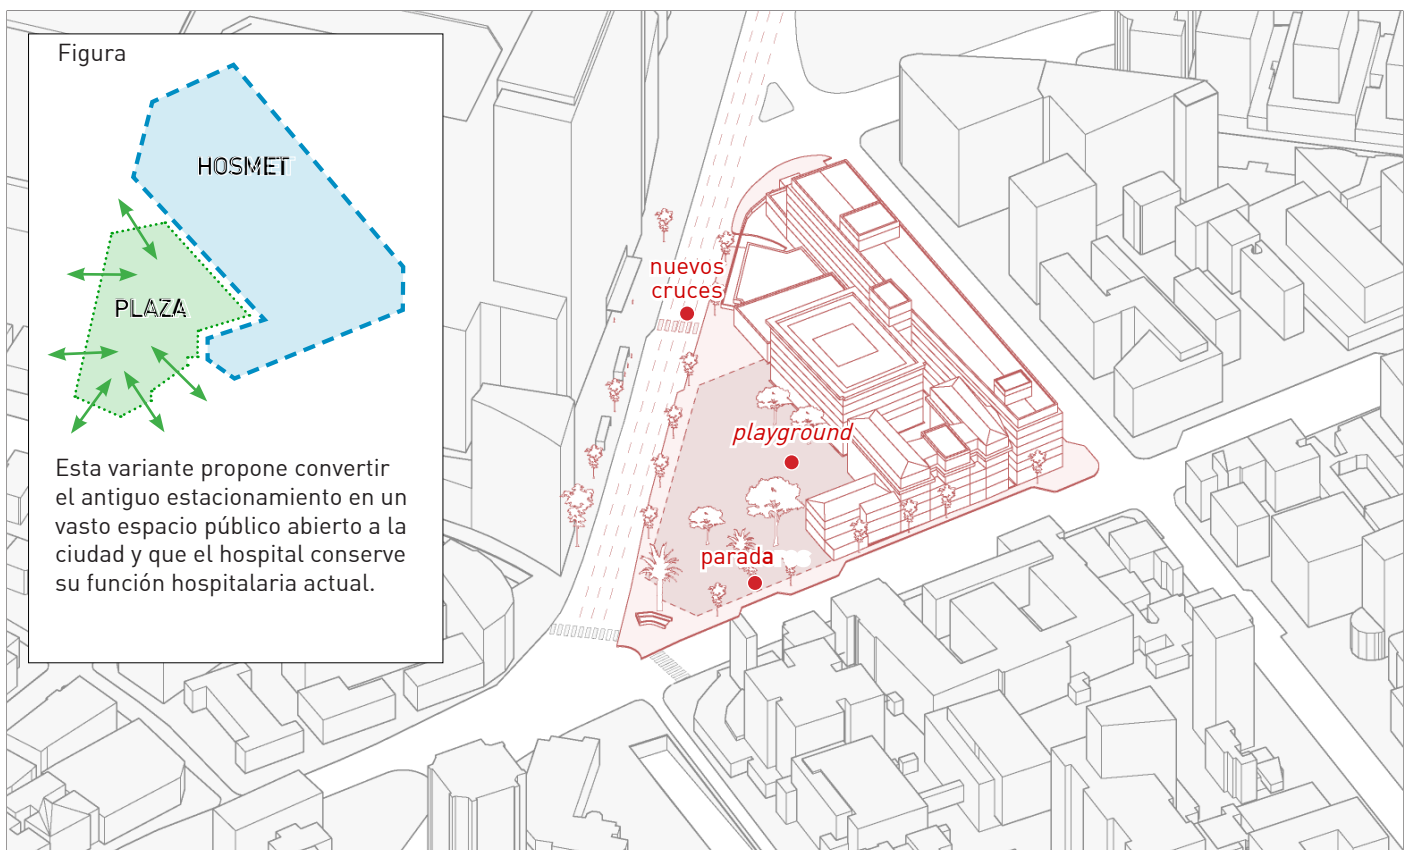 Figura
HOSMET
PLAZA
Esta variante propone convertir
el antiguo estacionamiento en un
vasto espacio público abierto a la
ciudad y que el hospital conserve
su función hospitalaria actual.
nuevos
cruces
playground
parada